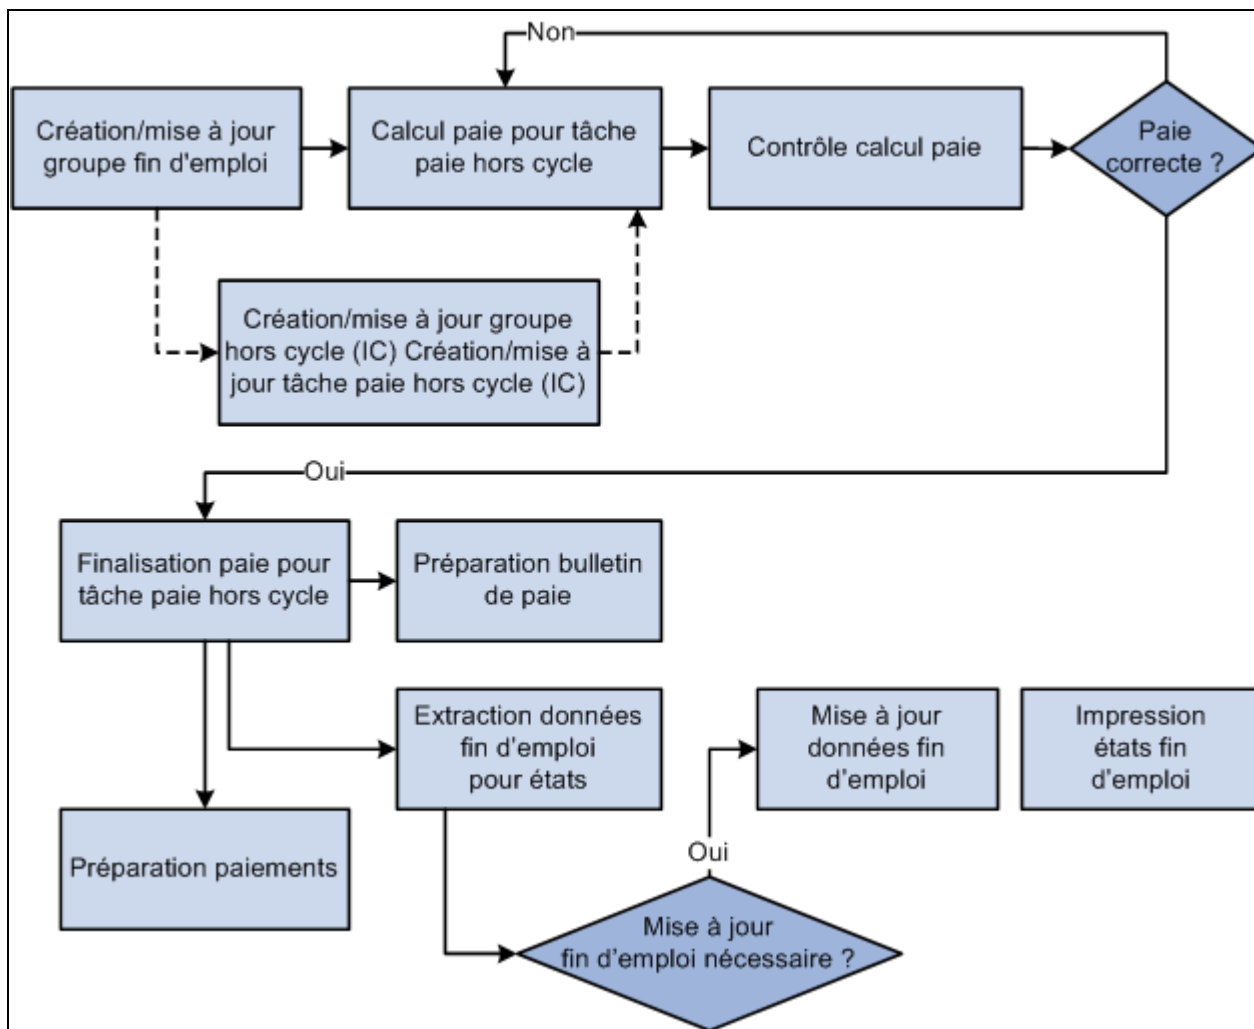 Non
Création/mise à jour
groupe fin d'emploi
Calcul paie pour tâche
paie hors cycle
Contrôle calcul paie
Paie
correcte ?
Création/mise à jour groupe
hors cycle (IC) Création/mise à
jour tâche paie hors cycle (IC)
Oui
Finalisation paie pour
tâche paie hors cycle
Préparation bulletin
de paie
Extraction données
fin d'emploi
pour états
Mise à jour
données fin
d'emploi
Impression
états fin
d'emploi
Préparation paiements
Oui
Mise à jour
fin d'emploi nécessaire ?